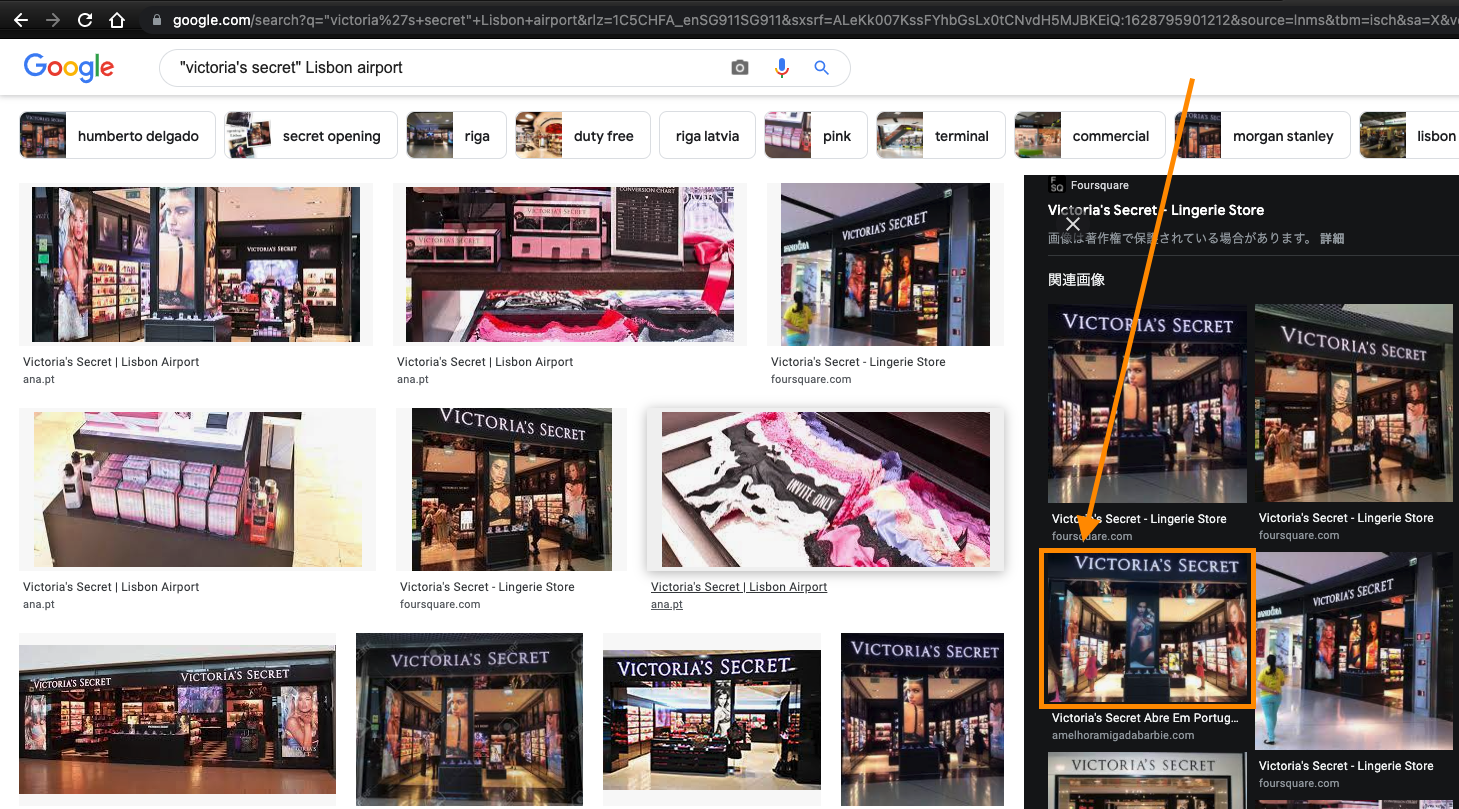 google.com/search?q="victoria%27s+secret"+Lisbon+airport&rlz=1C5CHFA_enSG911SG911&sxsrf=ALeKk007KssFYhbGsLx0tCNvdH5MJBKEiQ:1628795901212&source=lnms&tbm=isch&sa=X&v
Google
"victoria's secret" Lisbon airport
humberto delgado
secret opening
riga
duty free
riga latvia
pink
terminal
commercial
morgan stanley
lisbon
VICTORIA'S SECRET
CONVERSION CHART
VICTORIA'S SECRET
VICTORIA'S SECRET
PANDORA
VICTORIA'S SECRET
Victoria's Secret | Lisbon Airport
ana.pt
Victoria's Secret | Lisbon Airport
ana.pt
Victoria's Secret - Lingerie Store
foursquare.com
VICTORIA'S SECRET
INVITE ONLY
Victoria's Secret | Lisbon Airport
ana.pt
Victoria's Secret - Lingerie Store
foursquare.com
Victoria's Secret | Lisbon Airport
ana.pt
VICTORIA'S SECRET
VICTORIA'S SECRET
VICTORIA'S SECRET
VICTORIA'S SECRET
VICTORIA'S SECRET
VICTORIA'S SECRET
F
SQ
Foursquare
Victoria's Secret - Lingerie Store
画像は著作権で保護されている場合があります。 詳細
関連画像
VICTORIA'S SECRET
VICTORIA'S SECRET
Victoria's Secret - Lingerie Store
foursquare.com
Victoria's Secret - Lingerie Store
foursquare.com
VICTORIA'S SECRET
PANDORA
VICTORIA'S SECRET
Victoria's Secret Abre Em Portug...
amelhoramigadabarbie.com
Victoria's Secret - Lingerie Store
foursquare.com
VICTORIA'S SECRET